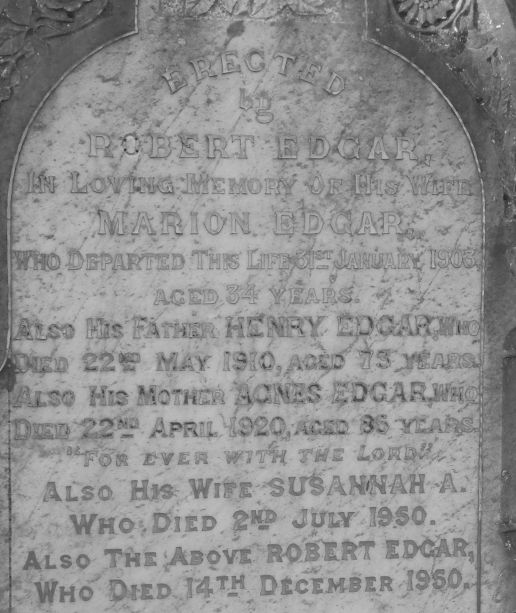 ERECTED
by
ROBERT EDGAR,
IN LOVING MEMORY OF HIS WIFE
MARION EDGAR,
WHO DEPARTED THIS LIFE 31ST JANUARY 1903,
AGED 34 YEARS.
ALSO HIS FATHER HENRY EDGAR, WHO
DIED 22ND MAY 1910, AGED 73 YEARS.
ALSO HIS MOTHER AGNES EDGAR, WHO
DIED 22ND APRIL 1920, AGED 86 YEARS.
"FOR EVER WITH THE LORD".
ALSO HIS WIFE SUSANNAH A.
WHO DIED 2ND JULY 1950.
ALSO THE ABOVE ROBERT EDGAR,
WHO DIED 14TH DECEMBER 1950.